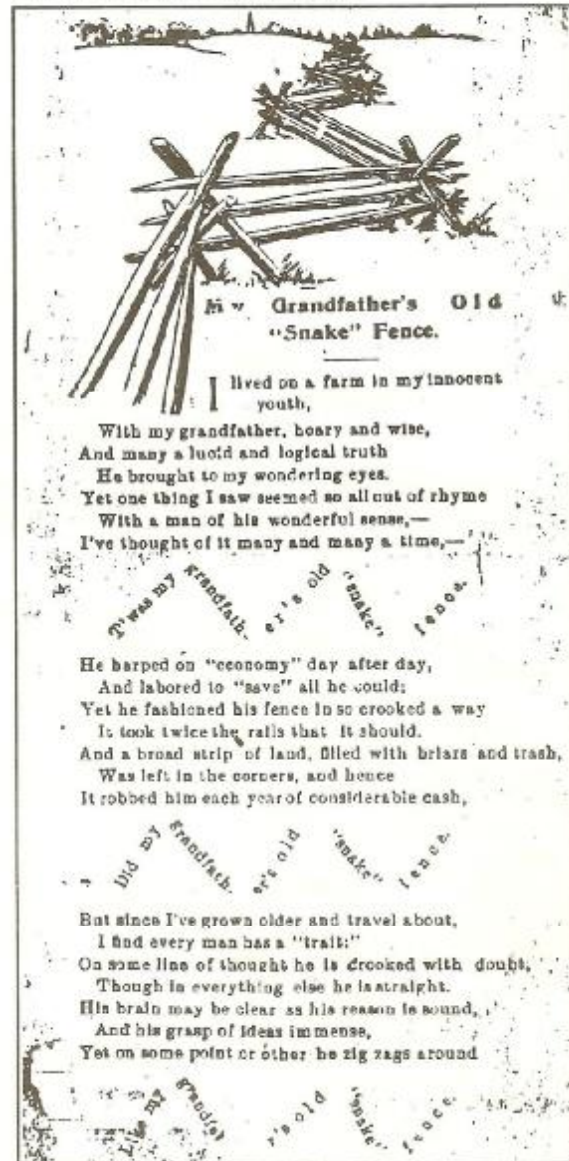 My Grandfather's Old
"Snake" Fence.
I lived on a farm in my innocent
youth,
With my grandfather, hoary and wise,
And many a lucid and logical truth
He brought to my wondering eyes.
Yet one thing I saw seemed so all out of rhyme
With a man of his wonderful sense,—
I've thought of it many and many a time,—
T'was my grandfath-er's old "snake" fence.
He harped on "economy" day after day,
And labored to "save" all he could;
Yet he fashioned his fence in so crooked a way
It took twice the rails that it should.
And a broad strip of land, filled with briars and trash,
Was left in the corners, and hence
It robbed him each year of considerable cash,
Did my grandfath-er's old "snake" fence.
But since I've grown older and travel about,
I find every man has a "trait:"
On some line of thought he is crooked with doubt,
Though in everything else he is straight.
His brain may be clear as his reason is sound,
And his grasp of ideas immense,
Yet on some point or other he zig zags around
Like my grandfat r's old "snake" fence.